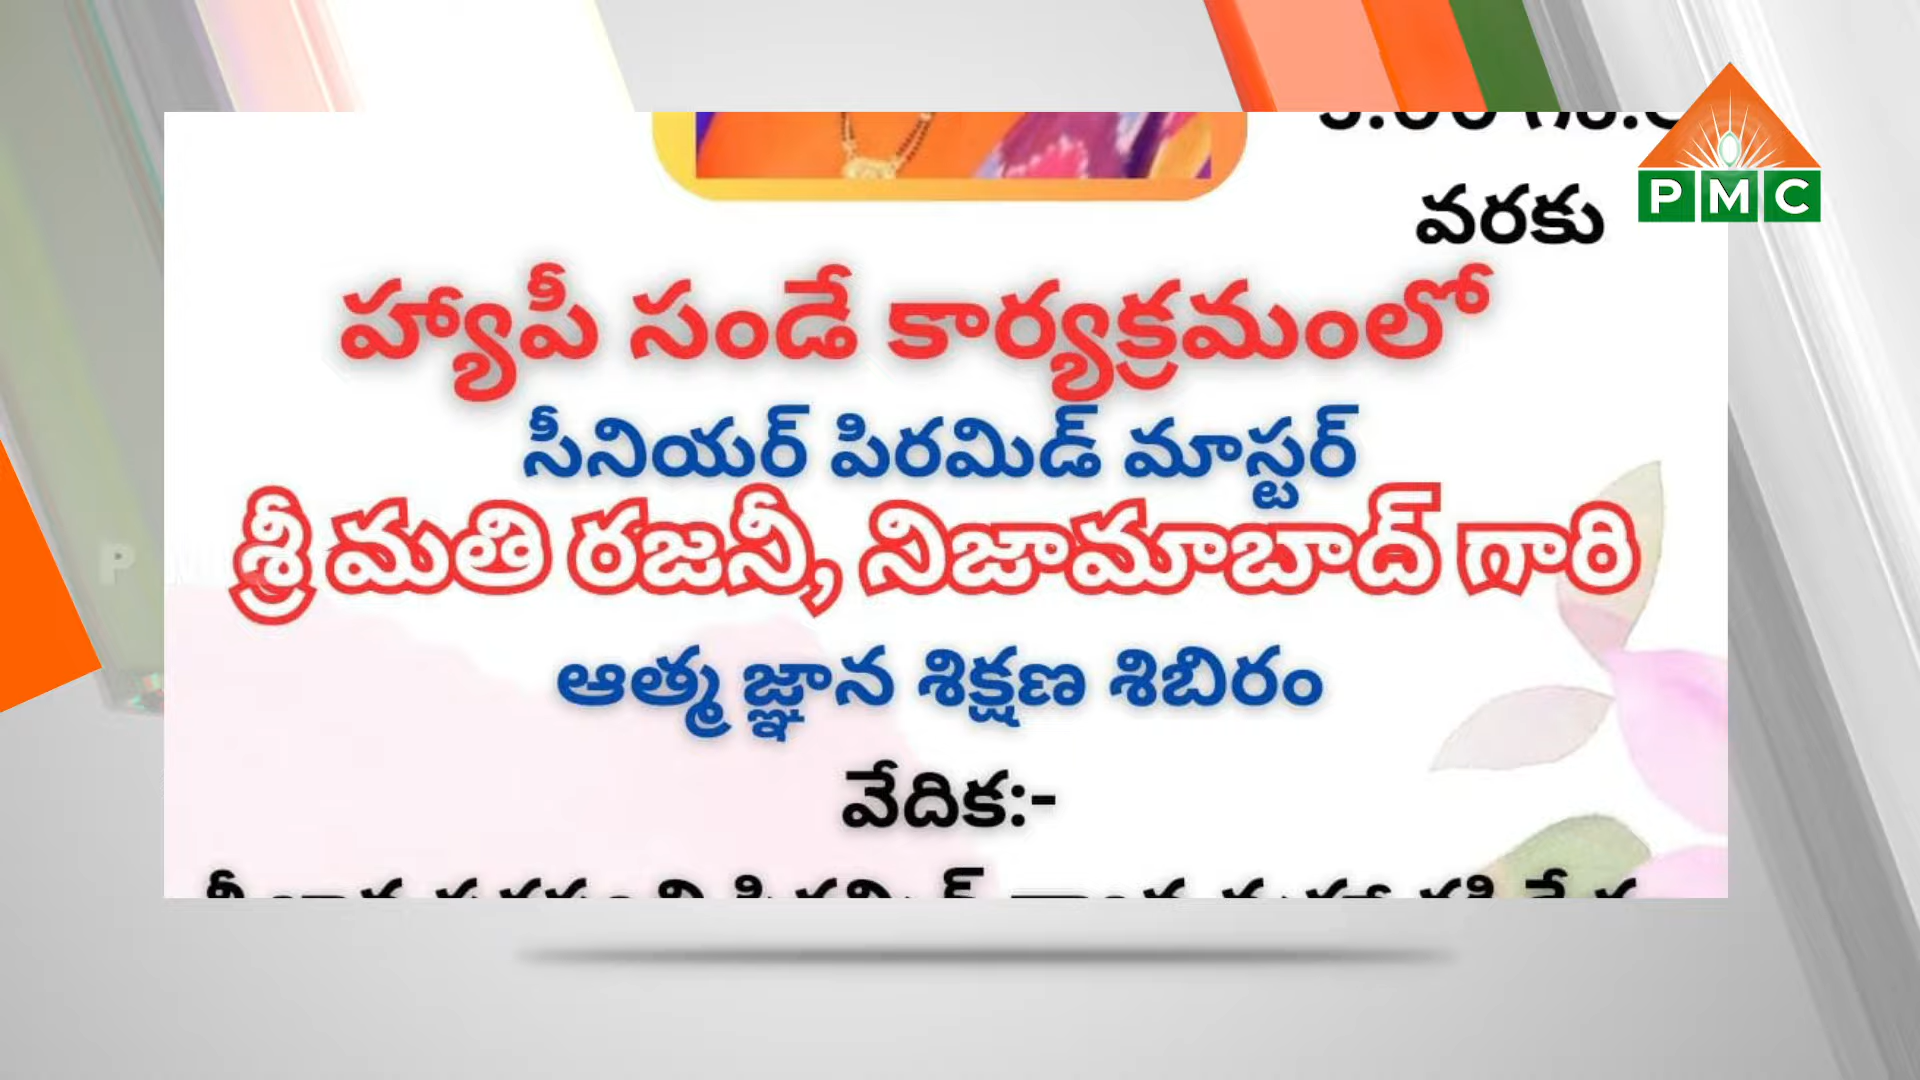 వరకు
PMC
హ్యాపీ సండే కార్యక్రమంలో
సీనియర్ పిరమిడ్ మాస్టర్
శ్రీమతి రజన్శీ నిజామాబాద్ గారి
ఆత్మ జ్ఞాన శిక్షణ శిబిరం
వేదిక:-